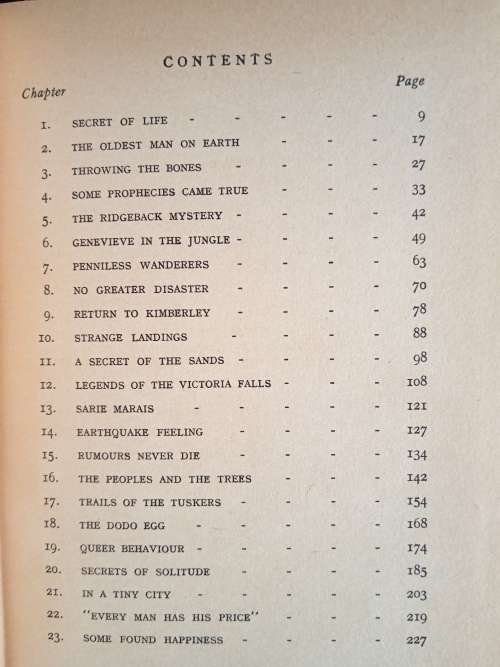 CONTENTS
Chapter Page
1. SECRET OF LIFE - - - - - 9
2. THE OLDEST MAN ON EARTH - - - 17
3. THROWING THE BONES - - - - 27
4. SOME PROPHECIES CAME TRUE - - - 33
5. THE RIDGEBACK MYSTERY - - - - 42
6. GENEVIEVE IN THE JUNGLE - - - - 49
7. PENNILESS WANDERERS - - - - 63
8. NO GREATER DISASTER - - - - 70
9. RETURN TO KIMBERLEY - - - - 78
10. STRANGE LANDINGS - - - - 88
11. A SECRET OF THE SANDS - - - - 98
12. LEGENDS OF THE VICTORIA FALLS - - - 108
13. SARIE MARAIS - - - - - 121
14. EARTHQUAKE FEELING - - - - 127
15. RUMOURS NEVER DIE - - - - 134
16. THE PEOPLES AND THE TREES - - - 142
17. TRAILS OF THE TUSKERS - - - - 154
18. THE DODO EGG - - - - - 168
19. QUEER BEHAVIOUR - - - - - 174
20. SECRETS OF SOLITUDE - - - - 185
21. IN A TINY CITY - - - - - 203
22. "EVERY MAN HAS HIS PRICE" - - - 219
23. SOME FOUND HAPPINESS - - - - 227